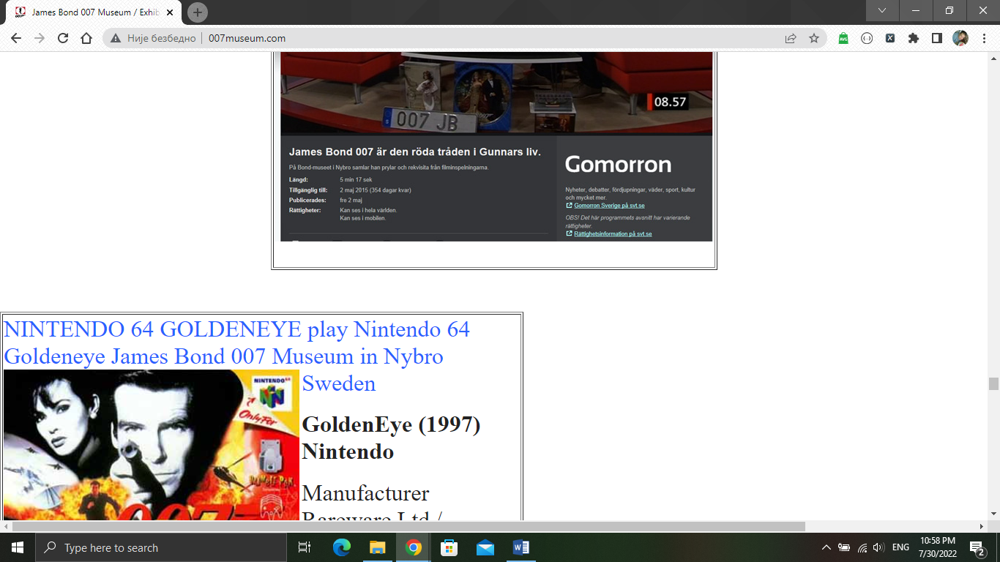 James Bond 007 Museum / Exhib
Није безбедно
007museum.com
08.57
007 JB
James Bond 007 är den röda tråden i Gunnars liv.
På Bond-museet i Nybro samlar han prylar och rekvisita från filminspelningarna.
Längd: 5 min 17 sek
Tillgänglig till: 2 maj 2015 (354 dagar kvar)
Publicerades: fre 2 maj
Rättigheter: Kan ses i hela världen.
Kan ses i mobilen.
Gomorron
Nyheter, debatter, fördjupningar, väder, sport, kultur
och mycket mer.
Gomorron Sverige på svt.se
OBS! Det här programmets avsnitt har varierande
rättigheter.
Rättighetsinformation på svt.se
NINTENDO 64 GOLDENEYE play Nintendo 64
Goldeneye James Bond 007 Museum in Nybro
Sweden
NINTENDO 64
Only For
RUMBLE PAK
007
GoldenEye (1997)
Nintendo
Manufacturer
Rareware Ltd /
Type here to search
ENG
10:58 PM
7/30/2022
2